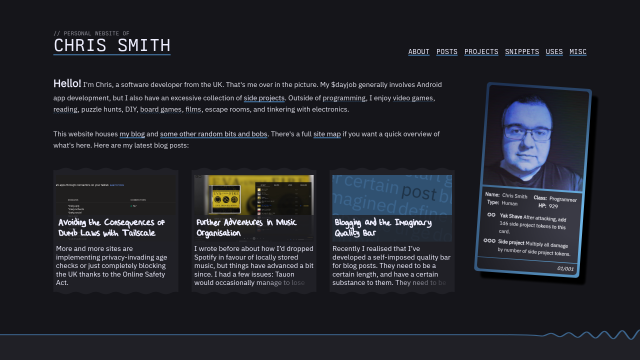 // PERSONAL WEBSITE OF
CHRIS SMITH
ABOUT POSTS PROJECTS SNIPPETS USES MISC
Hello! I'm Chris, a software developer from the UK. That's me over in the picture. My $dayjob generally involves Android
app development, but I also have an excessive collection of side projects. Outside of programming, I enjoy video games,
reading, puzzle hunts, DIY, board games, films, escape rooms, and tinkering with electronics.
This website houses my blog and some other random bits and bobs. There's a full site map if you want a quick overview of
what's here. Here are my latest blog posts:
Avoiding the Consequences of
Dumb Laws with Tailscale
More and more sites are
implementing privacy-invading age
checks or just completely blocking
the UK thanks to the Online Safety
Act.
Further Adventures in Music
Organisation
I wrote before about how I'd dropped
Spotify in favour of locally stored
music, but things have advanced a bit
since. I had a few issues: Tauon
would occasionally manage to lose
certain
post
imagined
Blogging and the Imaginary
Quality Bar
Recently I realised that I've
developed a self-imposed quality bar
for blog posts. They need to be a
certain length, and have a certain
substance to them. They need to be
Name: Chris Smith Class: Programmer
Type: Human HP: 929
Yak Shave After attacking, add
1d6 side project tokens to this
card.
Side project Multiply all damage
by number of side project tokens.
01/001